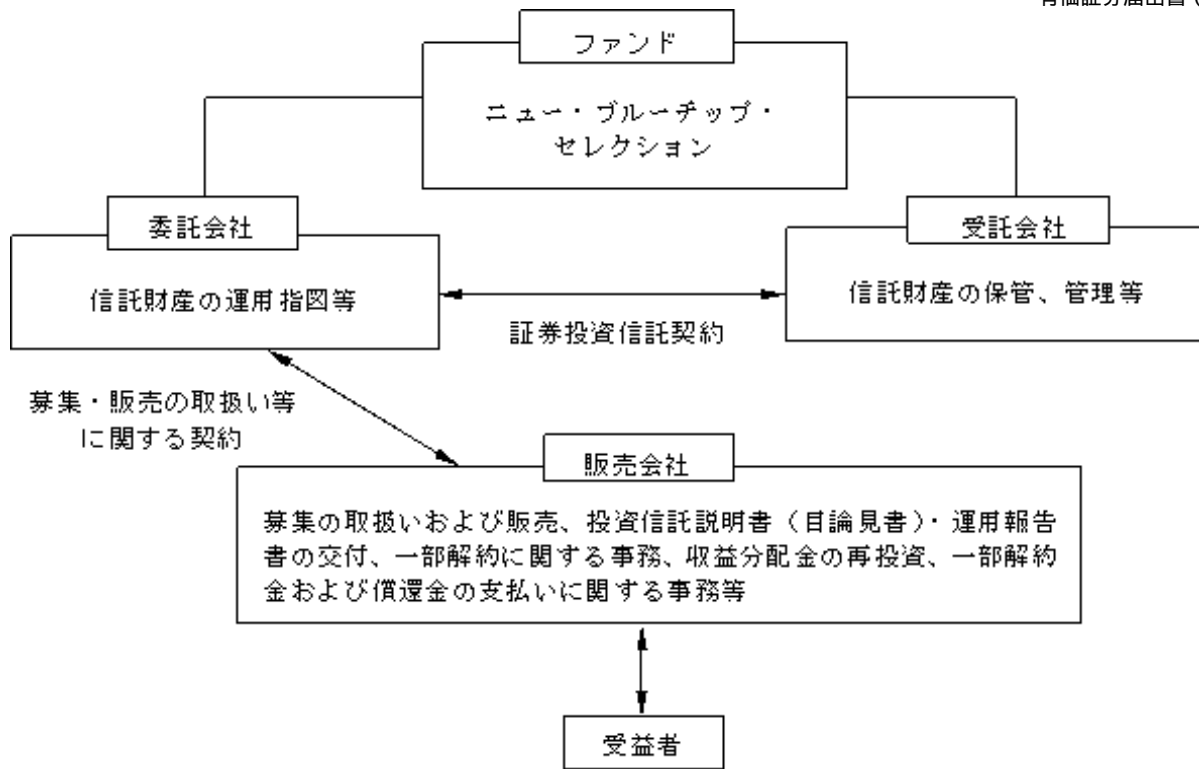 ファンド
ニュー・ブルーチップ・
セレクション
委託会社
信託財産の運用指図等
受託会社
信託財産の保管、管理等
証券投資信託契約
募集・販売の取扱い等
に関する契約
販売会社
募集の取扱いおよび販売、投資信託説明書（目論見書）・運用報告
書の交付、一部解約に関する事務、収益分配金の再投資、一部解約
金および償還金の支払いに関する事務等
受益者